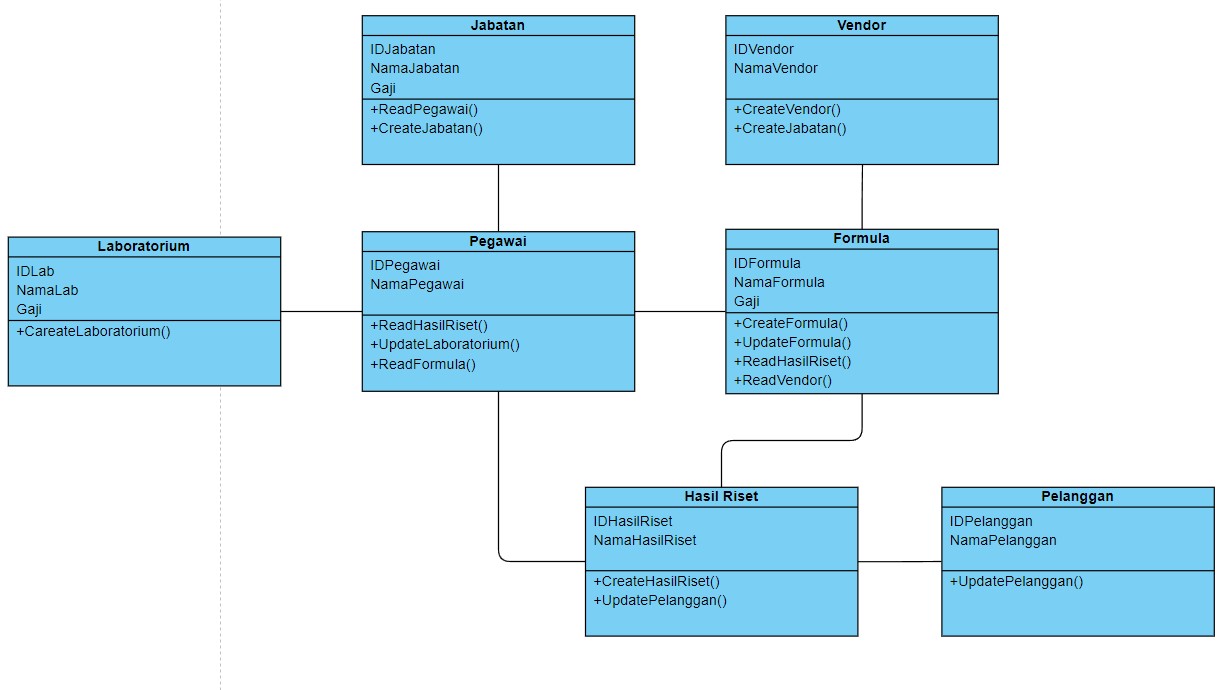 Jabatan
IDJabatan
NamaJabatan
Gaji
+ReadPegawai()
+CreateJabatan()
Vendor
IDVendor
NamaVendor
+CreateVendor()
+CreateJabatan()
Laboratorium
IDLab
NamaLab
Gaji
+CareateLaboratorium()
Pegawai
IDPegawai
NamaPegawai
+ReadHasilRiset()
+UpdateLaboratorium()
+ReadFormula()
Formula
IDFormula
NamaFormula
Gaji
+CreateFormula()
+UpdateFormula()
+ReadHasilRiset()
+ReadVendor()
Hasil Riset
IDHasilRiset
NamaHasilRiset
+CreateHasilRiset()
+UpdatePelanggan()
Pelanggan
IDPelanggan
NamaPelanggan
+UpdatePelanggan()